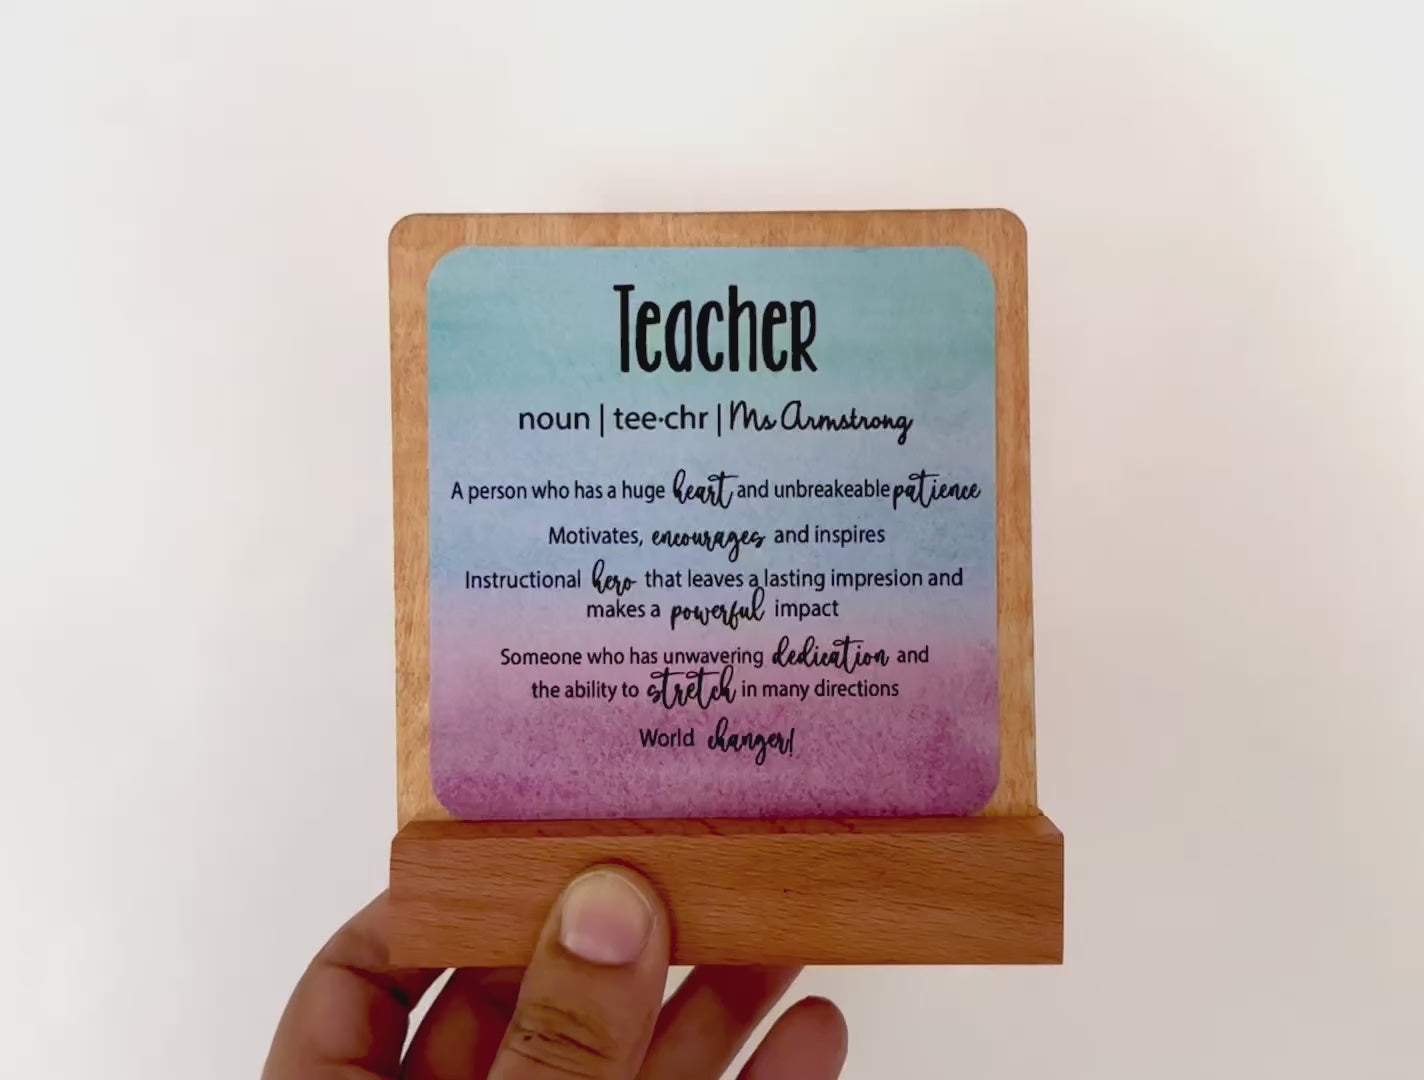 Teacher
noun | tee·chr | Ms Armstrong
A person who has a huge heart and unbreakeable patience
Motivates, encourages and inspires
Instructional hero that leaves a lasting impresion and
makes a powerful impact
Someone who has unwavering dedication and
the ability to stretch in many directions
World changer!